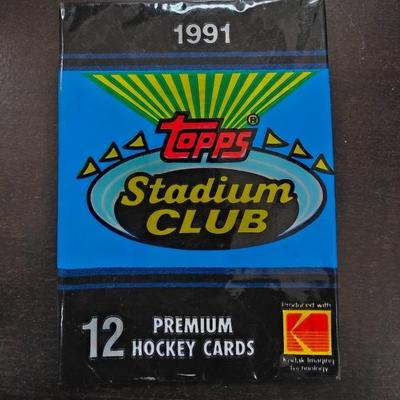 1991
TOPPS®
Stadium
CLUB
12 PREMIUM
HOCKEY CARDS
Produced with
K
Kodak Imaging
Technology